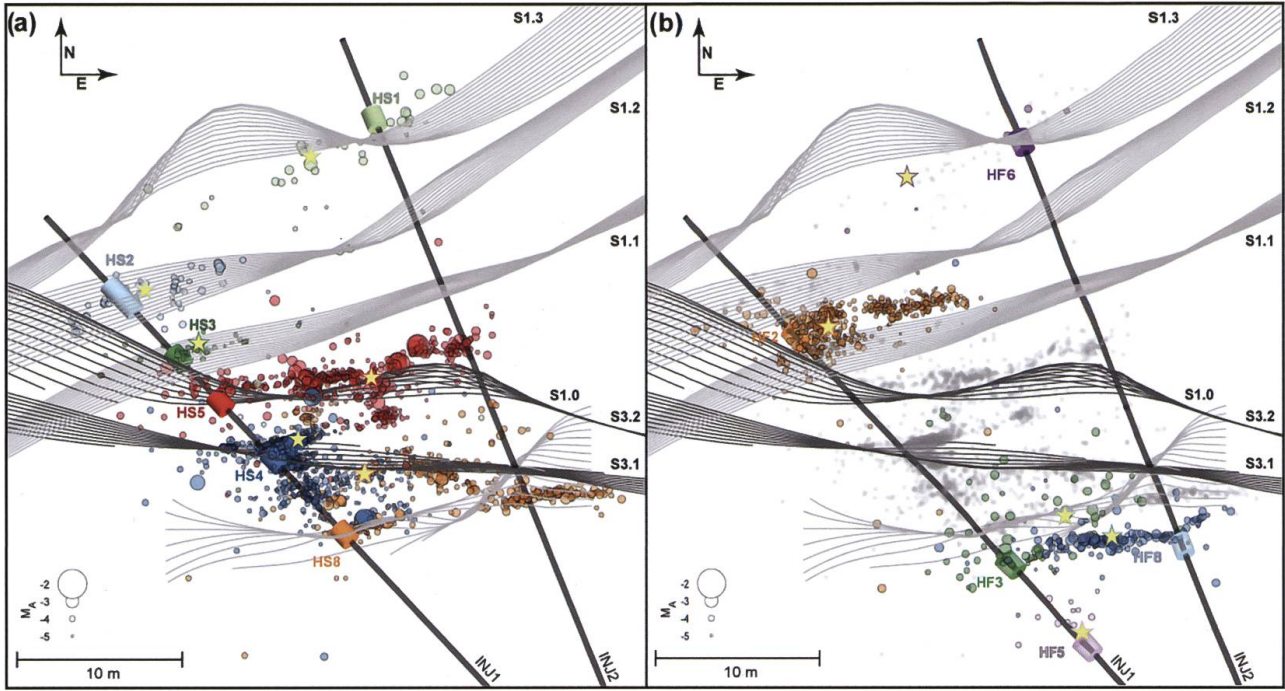 (a)
N
E
S1.3
HS1
S1.2
HS2
S1.1
HS3
HS5
S1.0
S3.2
HS4
S3.1
HS8
-2
-3
-4
-5
MA
10 m
INJ1
INJ2
(b)
N
E
S1.3
S1.2
HF6
S1.1
HF2
S1.0
S3.2
S3.1
HF8
HF3
HF5
-2
-3
-4
-5
MA
10 m
INJ1
INJ2